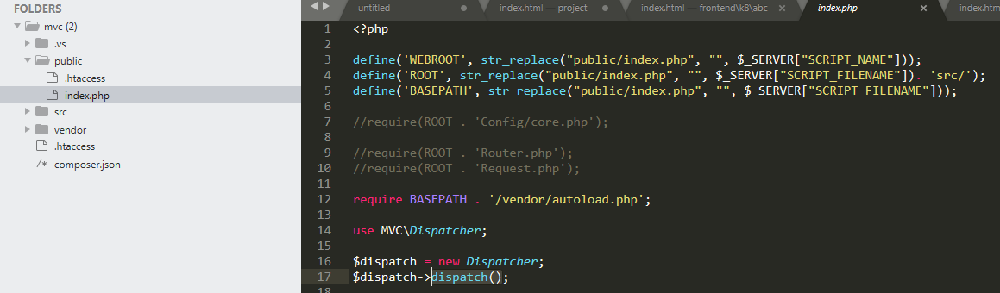 FOLDERS
mvc (2)
.vs
public
.htaccess
index.php
src
vendor
.htaccess
/* composer.json
untitled
index.html — project
index.html — frontend\k8\abc
index.php
index.htm
1 <?php
2
3 define('WEBROOT', str_replace("public/index.php", "", $_SERVER["SCRIPT_NAME"]));
4 define('ROOT', str_replace("public/index.php", "", $_SERVER["SCRIPT_FILENAME"]). 'src/');
5 define('BASEPATH', str_replace("public/index.php", "", $_SERVER["SCRIPT_FILENAME"]));
6
7 //require(ROOT . 'Config/core.php');
8
9 //require(ROOT . 'Router.php');
10 //require(ROOT . 'Request.php');
11
12 require BASEPATH . '/vendor/autoload.php';
13
14 use MVC\Dispatcher;
15
16 $dispatch = new Dispatcher;
17 $dispatch->dispatch();
18